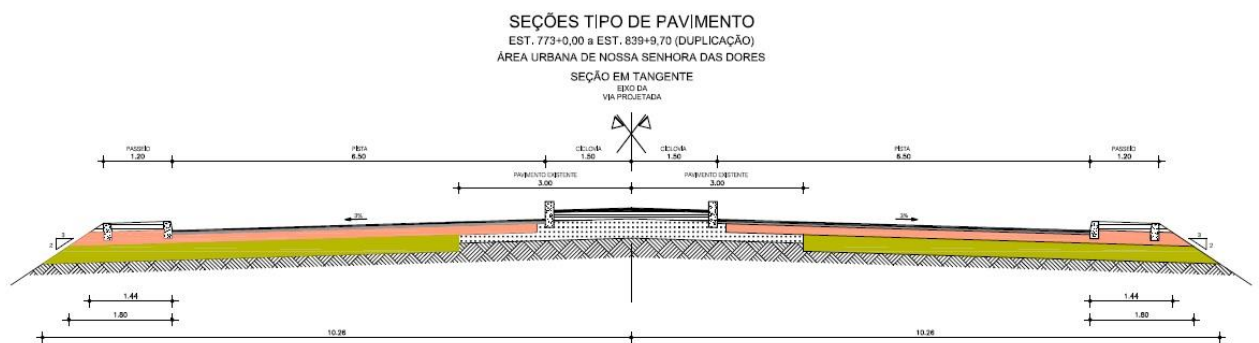 SEÇÕES TIPO DE PAVIMENTO
EST. 773+0,00 a EST. 839+9,70 (DUPLICAÇÃO)
ÁREA URBANA DE NOSSA SENHORA DAS DORES
SEÇÃO EM TANGENTE
EIXO DA
VIA PROJETADA
PASSEIO PISTA CICLOVIA CICLOVIA PISTA PASSEIO
1.20 6.50 1.50 1.50 6.50 1.20
PAVIMENTO EXISTENTE PAVIMENTO EXISTENTE
3.00 3.00
3% 3%
3 3
2 2
1.44 1.44
1.80 1.80
10.26 10.26